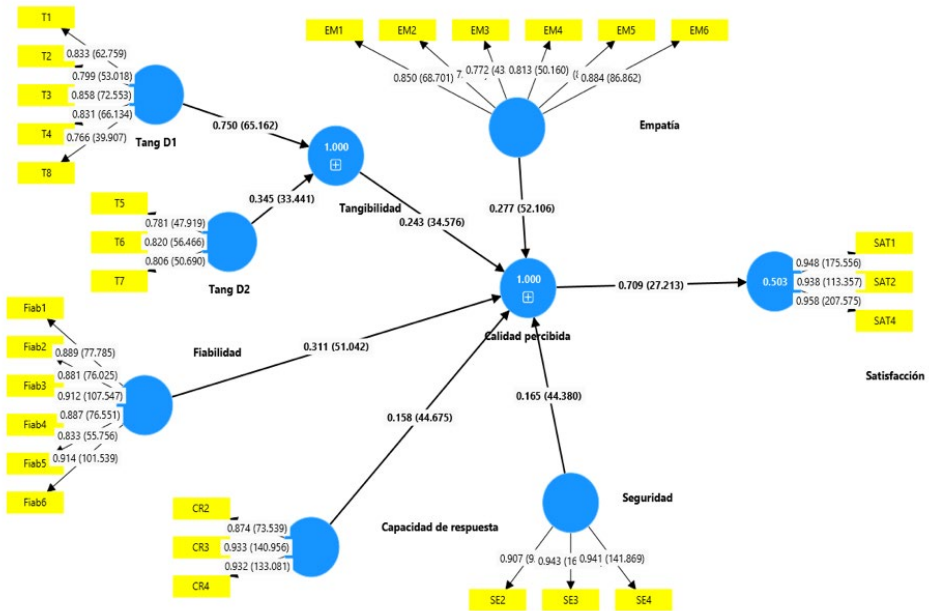 T1
T2
T3
T4
T8
0.833 (62.759)
0.799 (53.018)
0.858 (72.553)
0.831 (66.134)
0.766 (39.907)
Tang D1
0.750 (65.162)
EM1
EM2
EM3
EM4
EM5
EM6
0.850 (68.701)
0.772 (43
0.813 (50.160)
0.884 (86.862)
Empatía
1.000
Tangibilidad
0.345 (33.441)
0.243 (34.576)
0.277 (52.106)
T5
T6
T7
0.781 (47.919)
0.820 (56.466)
0.806 (50.690)
Tang D2
1.000
Calidad percibida
0.709 (27.213)
0.503
SAT1
SAT2
SAT4
0.948 (175.556)
0.938 (113.357)
0.958 (207.575)
Satisfacción
Fiab1
Fiab2
Fiab3
Fiab4
Fiab5
Fiab6
0.889 (77.785)
0.881 (76.025)
0.912 (107.547)
0.887 (76.551)
0.833 (55.756)
0.914 (101.539)
Fiabilidad
0.311 (51.042)
0.158 (44.675)
0.165 (44.380)
CR2
CR3
CR4
0.874 (73.539)
0.933 (140.956)
0.932 (133.081)
Capacidad de respuesta
Seguridad
0.907 (9
0.943 (16
0.941 (141.869)
SE2
SE3
SE4